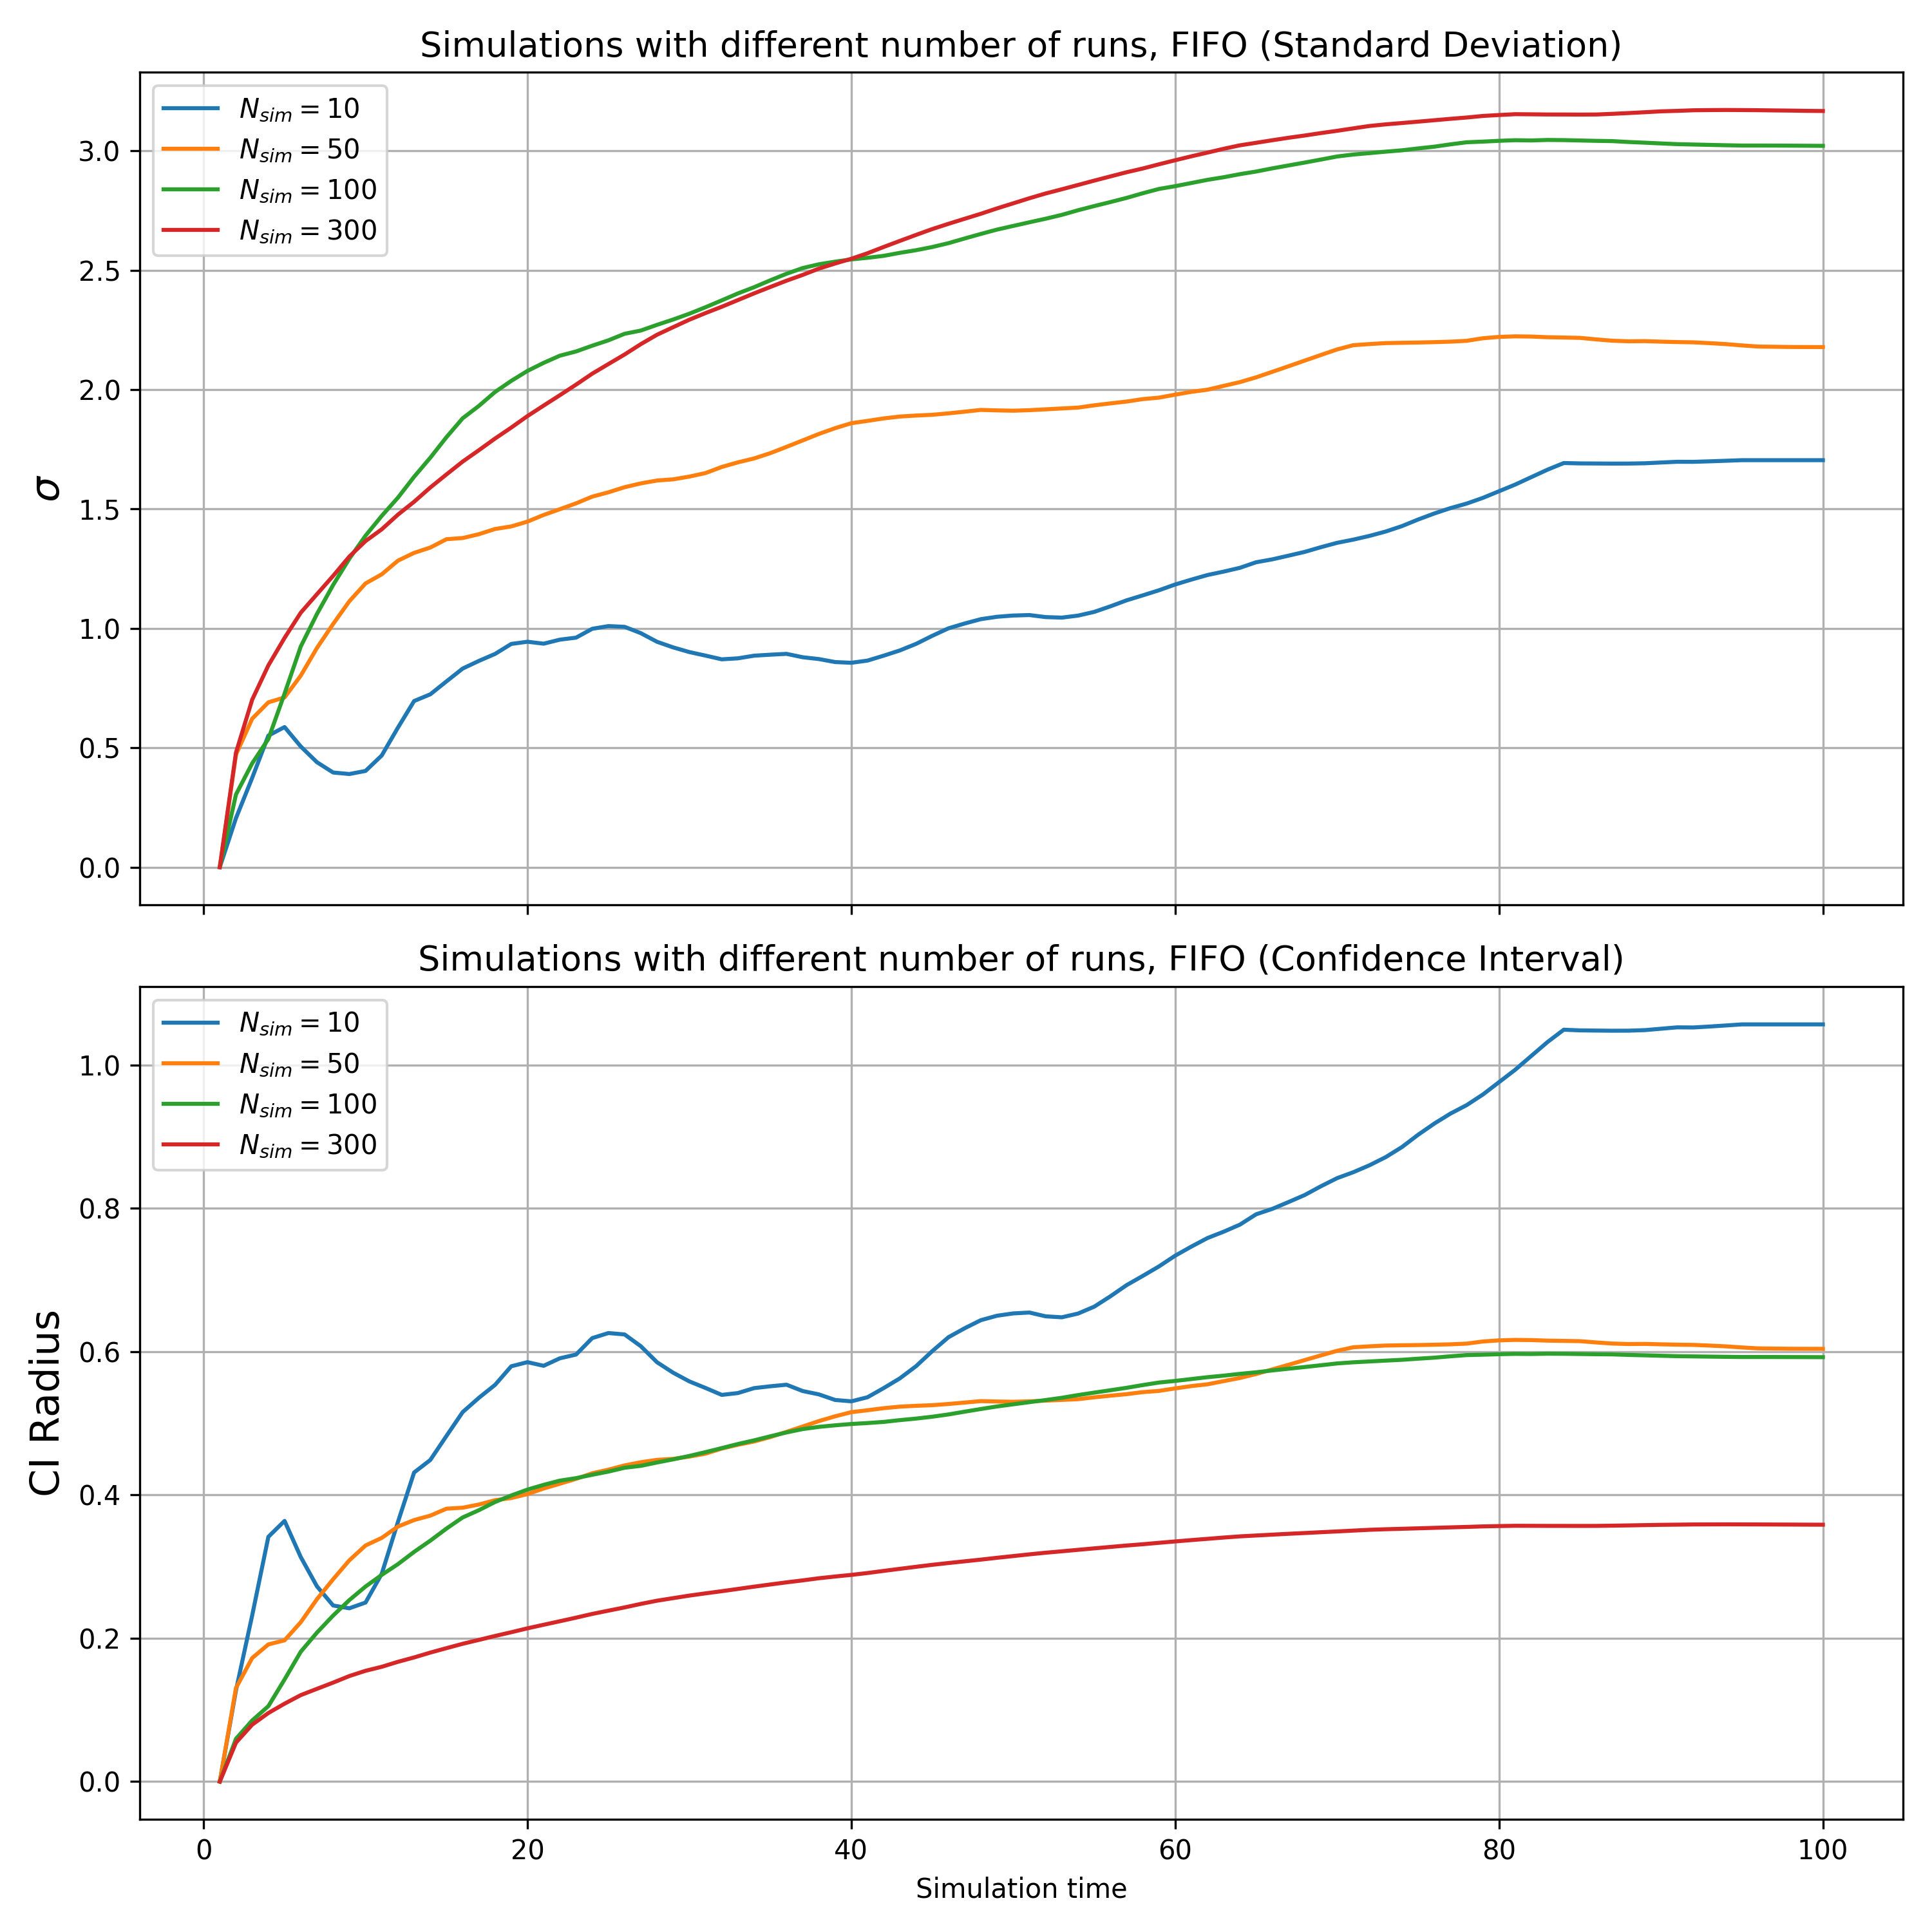 Simulations with different number of runs, FIFO (Standard Deviation)
N_sim = 10
N_sim = 50
N_sim = 100
N_sim = 300
3.0
2.5
2.0
1.5
1.0
0.5
0.0
σ
Simulations with different number of runs, FIFO (Confidence Interval)
N_sim = 10
N_sim = 50
N_sim = 100
N_sim = 300
1.0
0.8
0.6
0.4
0.2
0.0
CI Radius
0 20 40 60 80 100
Simulation time